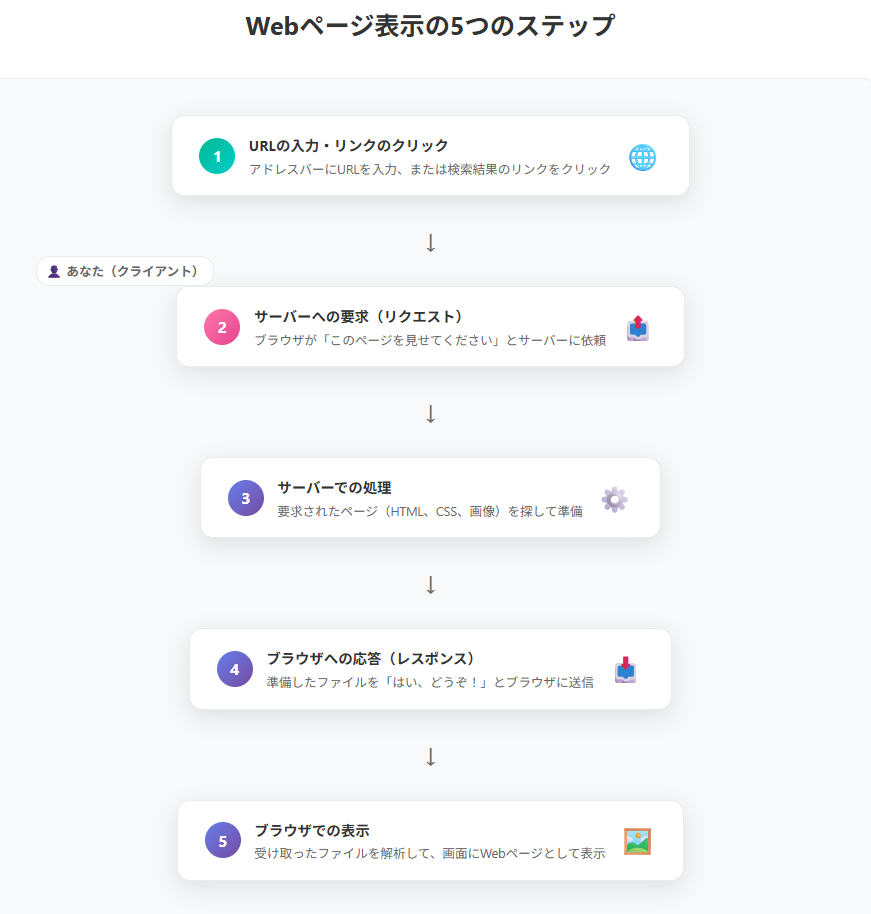 Webページ表示の5つのステップ
1
URLの入力・リンクのクリック
アドレスバーにURLを入力、または検索結果のリンクをクリック
↓
あなた（クライアント）
2
サーバーへの要求（リクエスト）
ブラウザが「このページを見せてください」とサーバーに依頼
↓
3
サーバーでの処理
要求されたページ（HTML、CSS、画像）を探して準備
↓
4
ブラウザへの応答（レスポンス）
準備したファイルを「はい、どうぞ！」とブラウザに送信
↓
5
ブラウザでの表示
受け取ったファイルを解析して、画面にWebページとして表示